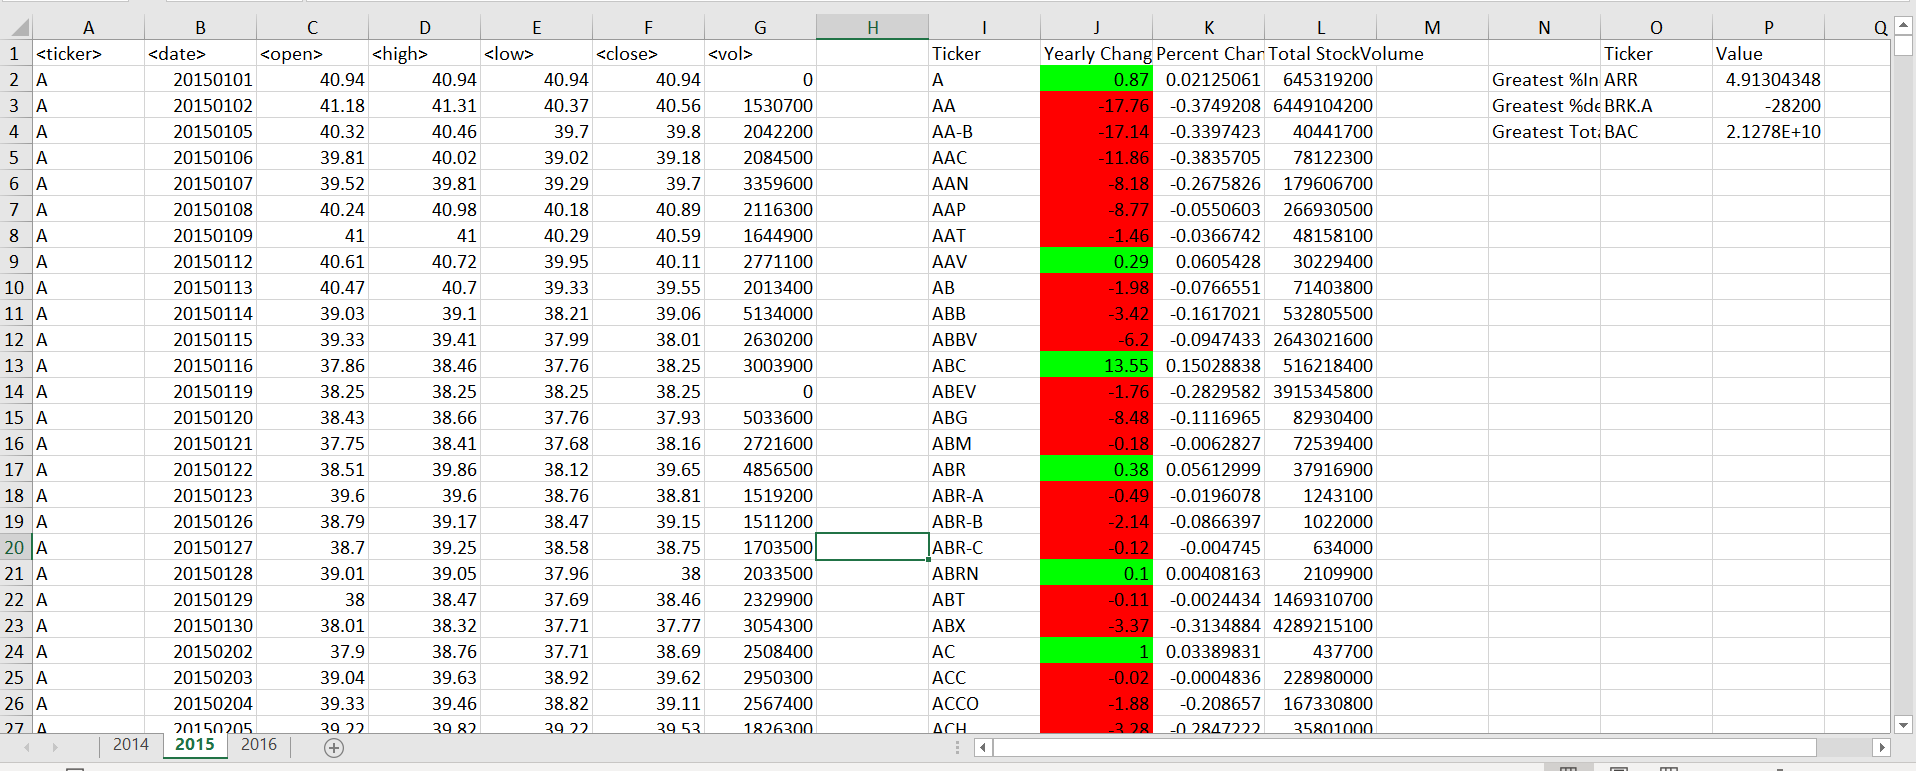 A B C D E F G H I J K L M N O P Q
1 <ticker> <date> <open> <high> <low> <close> <vol> Ticker Yearly Chang Percent Char Total StockVolume Ticker Value
2 A 20150101 40.94 40.94 40.94 40.94 0 A 0.87 0.02125061 645319200 Greatest %In ARR 4.91304348
3 A 20150102 41.18 41.31 40.37 40.56 1530700 AA -17.76 -0.3749208 6449104200 Greatest %de BRK.A -28200
4 A 20150105 40.32 40.46 39.7 39.8 2042200 AA-B -17.14 -0.3397423 40441700 Greatest Tota BAC 2.1278E+10
5 A 20150106 39.81 40.02 39.02 39.18 2084500 AAC -11.86 -0.3835705 78122300
6 A 20150107 39.52 39.81 39.29 39.7 3359600 AAN -8.18 -0.2675826 179606700
7 A 20150108 40.24 40.98 40.18 40.89 2116300 AAP -8.77 -0.0550603 266930500
8 A 20150109 41 41 40.29 40.59 1644900 AAT -1.46 -0.0366742 48158100
9 A 20150112 40.61 40.72 39.95 40.11 2771100 AAV 0.29 0.0605428 30229400
10 A 20150113 40.47 40.7 39.33 39.55 2013400 AB -1.98 -0.0766551 71403800
11 A 20150114 39.03 39.1 38.21 39.06 5134000 ABB -3.42 -0.1617021 532805500
12 A 20150115 39.33 39.41 37.99 38.01 2630200 ABBV -6.2 -0.0947433 2643021600
13 A 20150116 37.86 38.46 37.76 38.25 3003900 ABC 13.55 0.15028838 516218400
14 A 20150119 38.25 38.25 38.25 38.25 0 ABEV -1.76 -0.2829582 3915345800
15 A 20150120 38.43 38.66 37.76 37.93 5033600 ABG -8.48 -0.1116965 82930400
16 A 20150121 37.75 38.41 37.68 38.16 2721600 ABM -0.18 -0.0062827 72539400
17 A 20150122 38.51 39.86 38.12 39.65 4856500 ABR 0.38 0.05612999 37916900
18 A 20150123 39.6 39.6 38.76 38.81 1519200 ABR-A -0.49 -0.0196078 1243100
19 A 20150126 38.79 39.17 38.47 39.15 1511200 ABR-B -2.14 -0.0866397 1022000
20 A 20150127 38.7 39.25 38.58 38.75 1703500 ABR-C -0.12 -0.004745 634000
21 A 20150128 39.01 39.05 37.96 38 2033500 ABRN 0.1 0.00408163 2109900
22 A 20150129 38 38.47 37.69 38.46 2329900 ABT -0.11 -0.0024434 1469310700
23 A 20150130 38.01 38.32 37.71 37.77 3054300 ABX -3.37 -0.3134884 4289215100
24 A 20150202 37.9 38.76 37.71 38.69 2508400 AC 1 0.03389831 437700
25 A 20150203 39.04 39.63 38.92 39.62 2950300 ACC -0.02 -0.0004836 228980000
26 A 20150204 39.33 39.46 38.82 39.11 2567400 ACCO -1.88 -0.208657 167330800
27 A 20150205 39.22 39.82 39.22 39.53 1826300 ACH -3.28 -0.2847222 35801000
2014 2015 2016